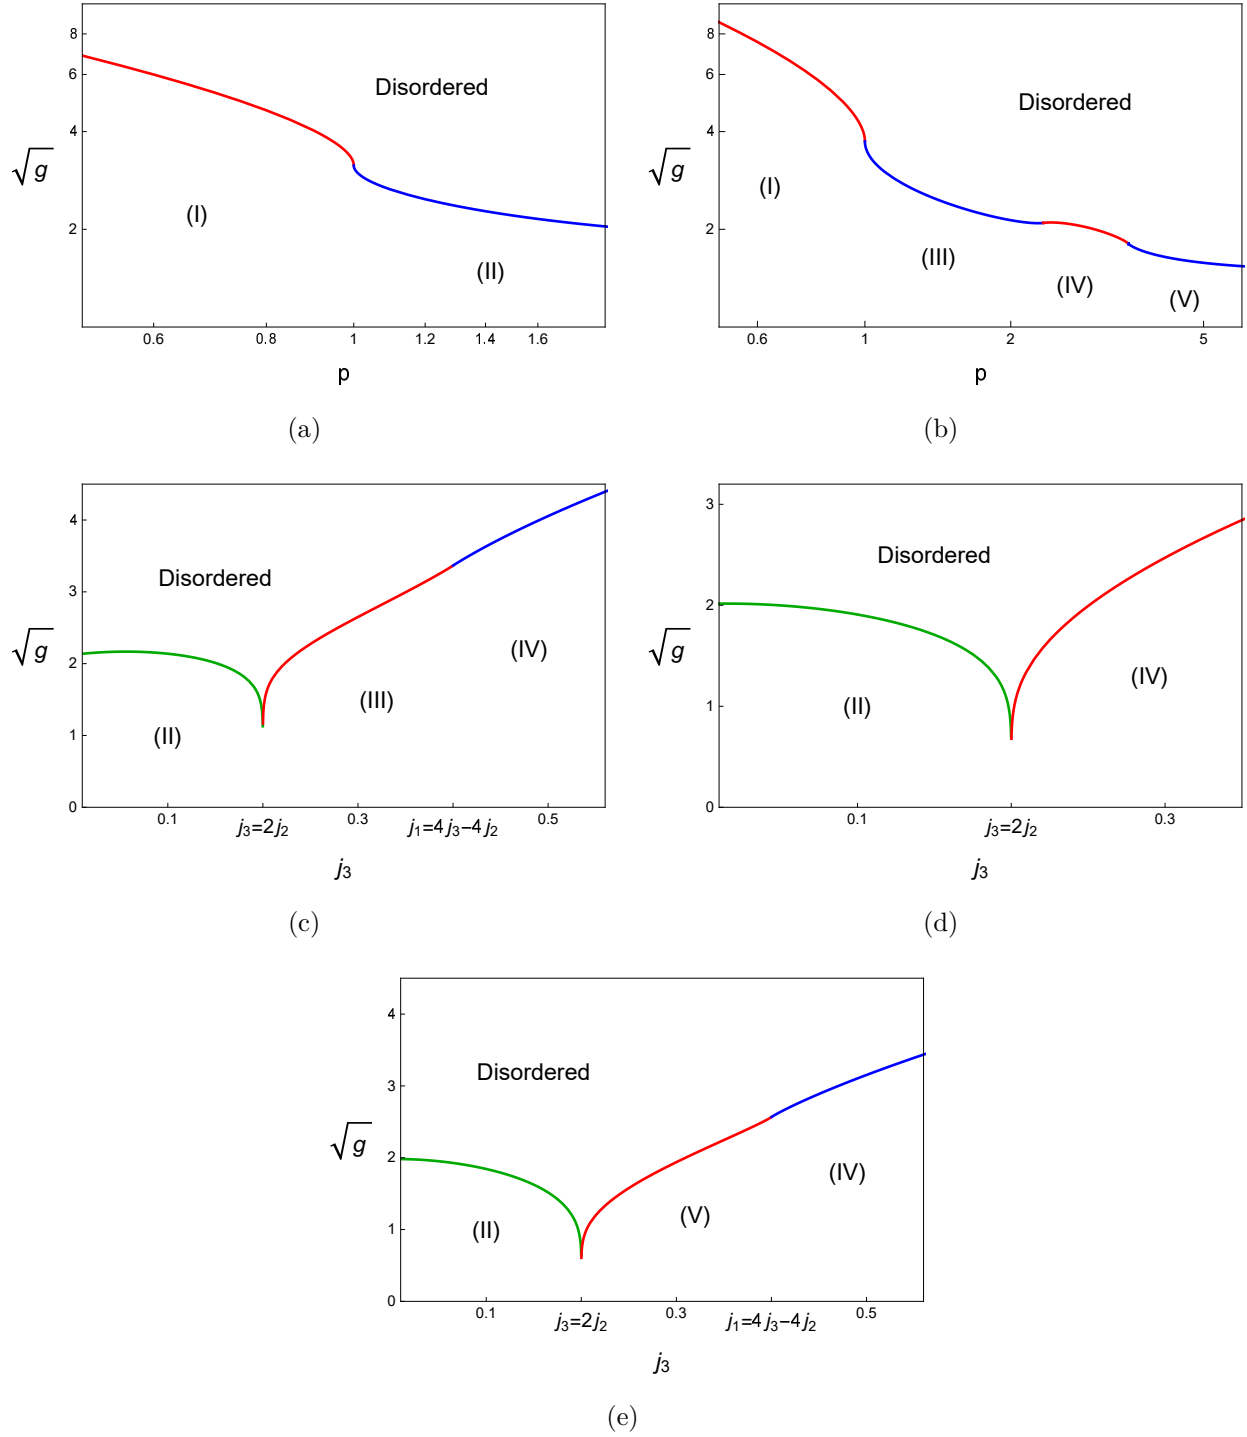 8
6
4
2
√g
Disordered
(I)
(II)
0.6 0.8 1 1.2 1.4 1.6
p
(a)
8
6
4
2
√g
Disordered
(I)
(III)
(IV)
(V)
0.6 1 2 5
p
(b)
4
3
2
1
0
√g
Disordered
(IV)
(III)
(II)
0.1 j₃=2j₂ 0.3 j₁=4j₃−4j₂ 0.5
j₃
(c)
3
2
1
0
√g
Disordered
(IV)
(II)
0.1 j₃=2j₂ 0.3
j₃
(d)
4
3
2
1
0
√g
Disordered
(IV)
(V)
(II)
0.1 j₃=2j₂ 0.3 j₁=4j₃−4j₂ 0.5
j₃
(e)